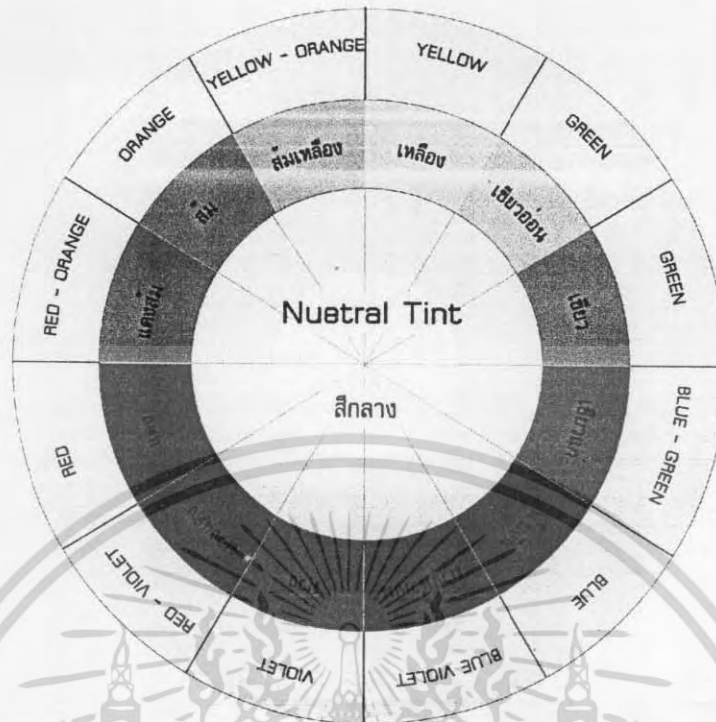 YELLOW - ORANGE
YELLOW
GREEN
GREEN
BLUE - GREEN
BLUE
BLUE VIOLET
VIOLET
RED - VIOLET
RED
RED - ORANGE
ORANGE
ส้มเหลือง
เหลือง
เขียวอ่อน
เขียว
แดงส้ม
ส้ม
Nuetral Tint
สีกลาง